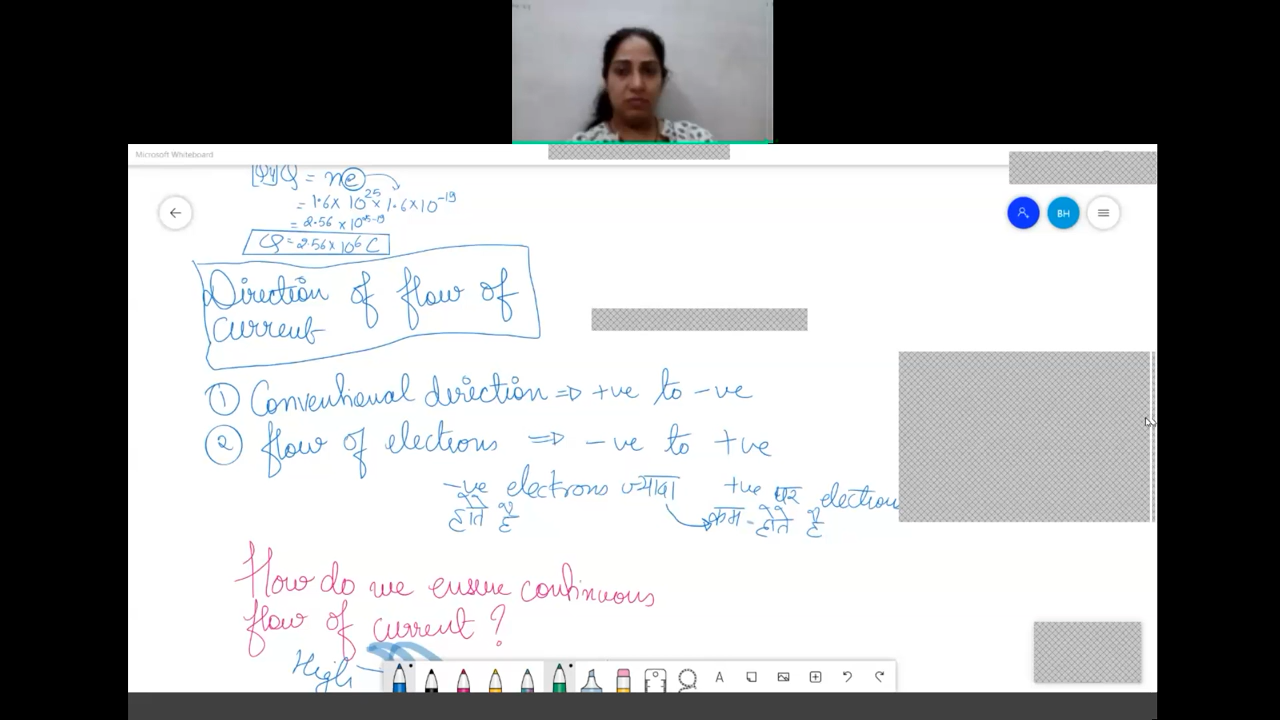 Microsoft Whiteboard
Q = ne
= 1.6 x 10^25 x 1.6 x 10^-19
= 2.56 x 10^25-19
Q = 2.56 x 10^6 C
BH
Direction of flow of
current
① Conventional direction ⇒ +ve to -ve
② flow of electrons ⇒ -ve to +ve
-ve electrons ज्यादा +ve पर electron
होते है कम होते है
How do we ensure continuous
flow of current ?
High
A